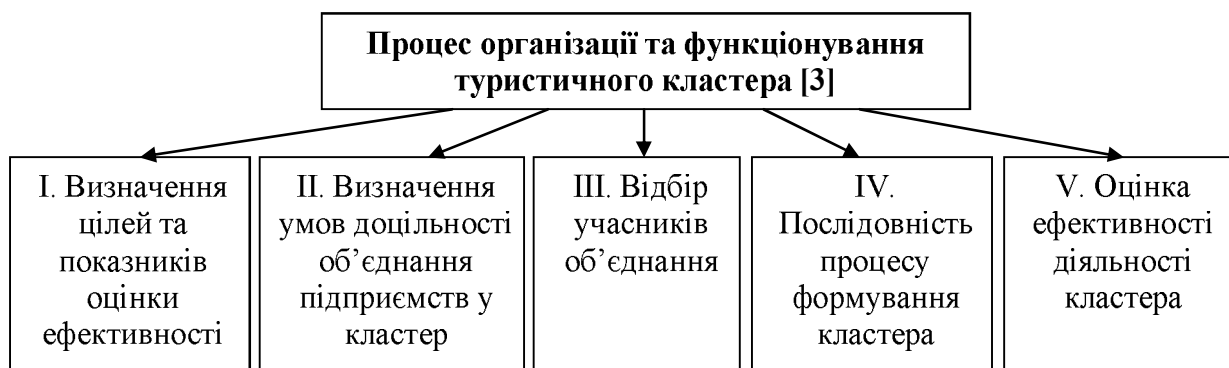 Процес організації та функціонування
туристичного кластера [3]
I. Визначення
цілей та
показників
оцінки
ефективності
II. Визначення
умов доцільності
об’єднання
підприємств у
кластер
III. Відбір
учасників
об’єднання
IV.
Послідовність
процесу
формування
кластера
V. Оцінка
ефективності
діяльності
кластера